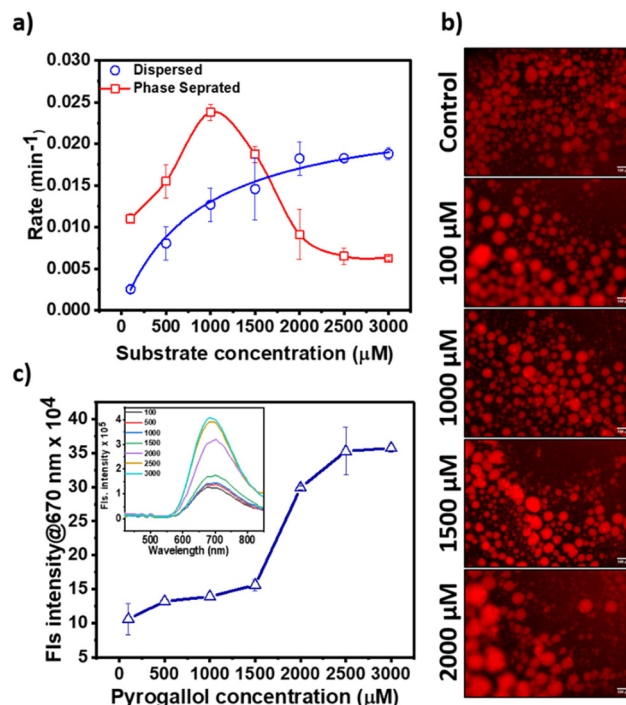 a)
0.030
0.025
0.020
0.015
0.010
0.005
0.000
Rate (min-1)
Dispersed
Phase Seprated
0 500 1000 1500 2000 2500 3000
Substrate concentration (μM)
b)
Control
100 μM
1000 μM
1500 μM
2000 μM
c)
40
35
30
25
20
15
10
5
Fls intensity@670 nm x 10⁴
Fls. intensity x 10⁵
4
3
2
1
0
100
500
1000
1500
2000
2500
3000
500 600 700 800
Wavelength (nm)
0 500 1000 1500 2000 2500 3000
Pyrogallol concentration (μM)